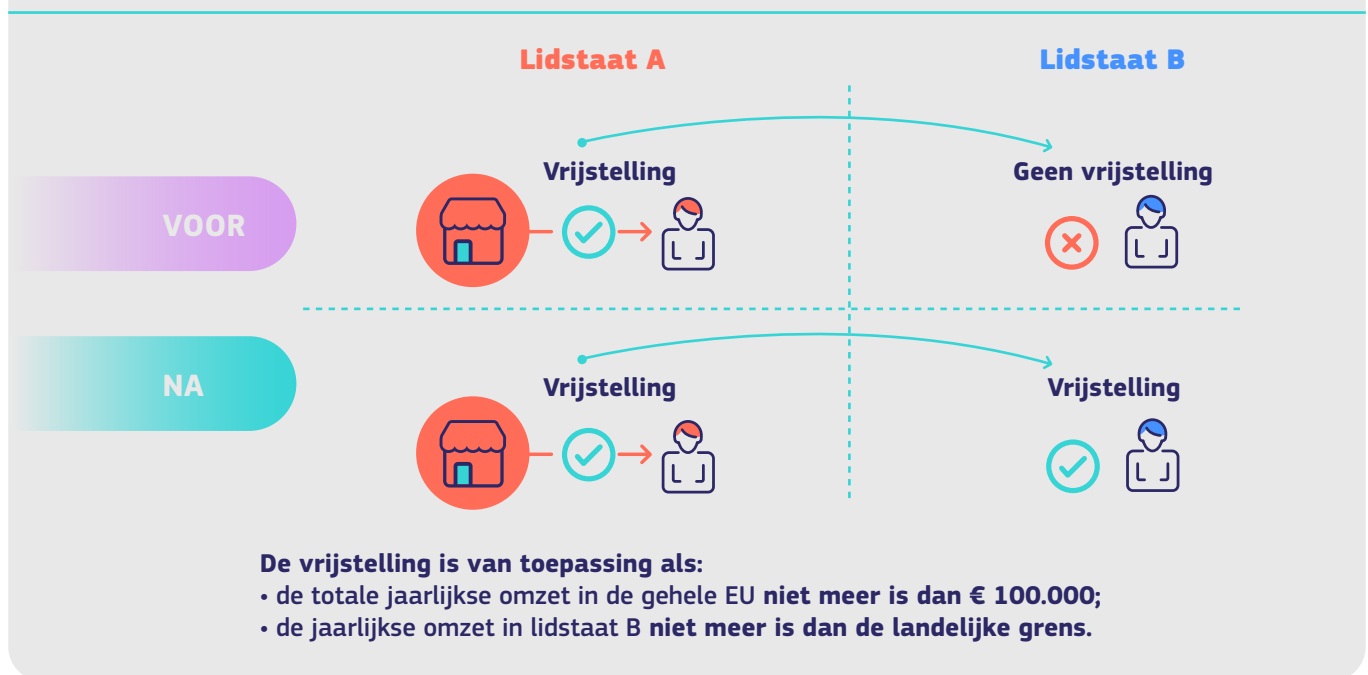 Lidstaat A
Lidstaat B
VOOR
Vrijstelling
Geen vrijstelling
NA
Vrijstelling
Vrijstelling
De vrijstelling is van toepassing als:
• de totale jaarlijkse omzet in de gehele EU niet meer is dan € 100.000;
• de jaarlijkse omzet in lidstaat B niet meer is dan de landelijke grens.